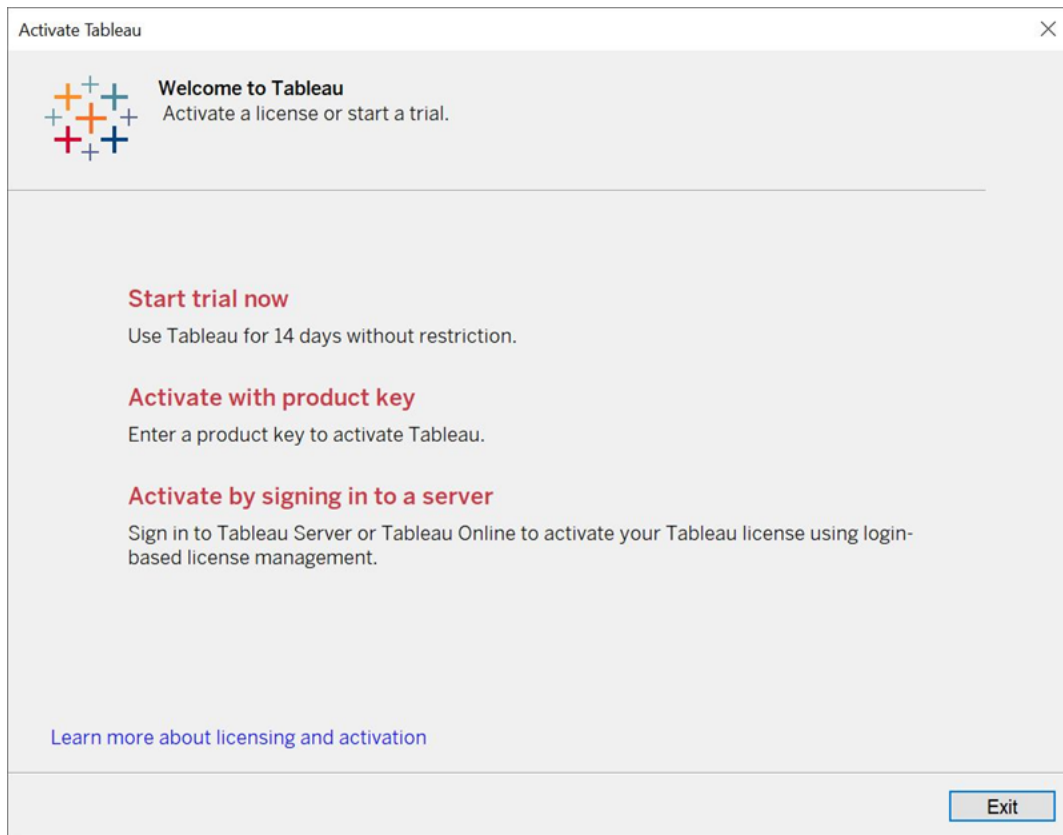 Activate Tableau
Welcome to Tableau
Activate a license or start a trial.
Start trial now
Use Tableau for 14 days without restriction.
Activate with product key
Enter a product key to activate Tableau.
Activate by signing in to a server
Sign in to Tableau Server or Tableau Online to activate your Tableau license using login-
based license management.
Learn more about licensing and activation
Exit